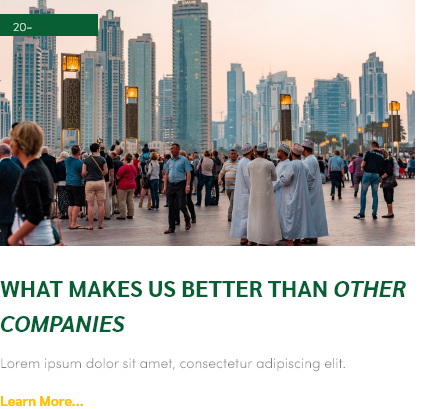 20-
WHAT MAKES US BETTER THAN OTHER
COMPANIES
Lorem ipsum dolor sit amet, consectetur adipiscing elit.
Learn More...